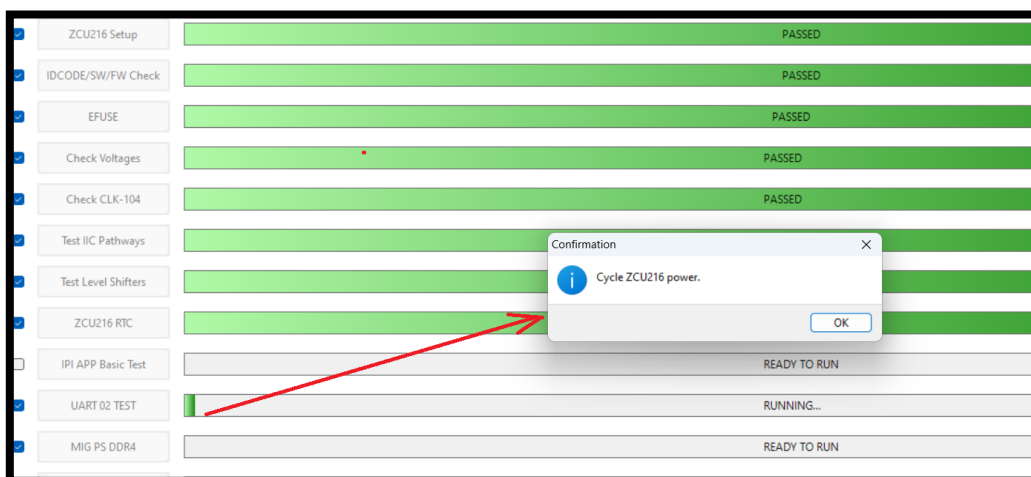 ZCU216 Setup PASSED
IDCODE/SW/FW Check PASSED
EFUSE PASSED
Check Voltages PASSED
Check CLK-104 PASSED
Test IIC Pathways
Confirmation
Cycle ZCU216 power.
Test Level Shifters
ZCU216 RTC
OK
IPI APP Basic Test READY TO RUN
UART 02 TEST RUNNING...
MIG PS DDR4 READY TO RUN